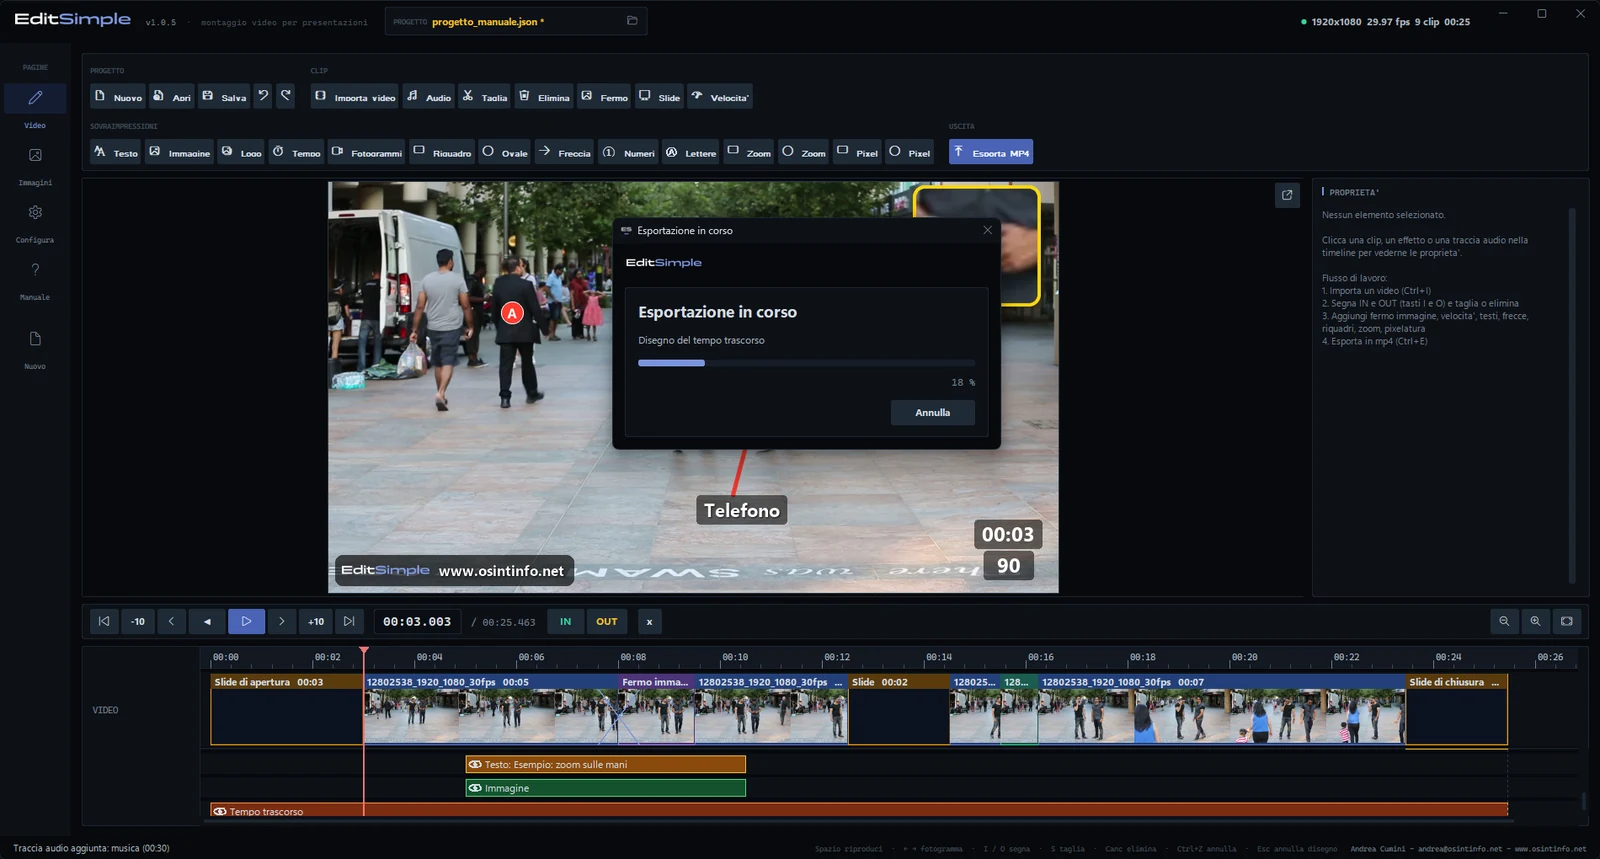 EditSimple v1.0.5 - montaggio video per presentazioni PROGETTO progetto_manuale.json * 1920x1080 29.97 fps 9 clip 00:25
PAGINE
Video
Immagini
Configura
Manuale
Nuovo
PROGETTO CLIP
Nuovo Apri Salva Importa video Audio Taglia Elimina Fermo Slide Velocita'
SOVRAIMPRESSIONI USCITA
Testo Immagine Logo Tempo Fotogrammi Riquadro Ovale Freccia Numeri Lettere Zoom Zoom Pixel Pixel Esporta MP4
A
Telefono
00:03
90
EditSimple www.osintinfo.net
here was SWAM
Esportazione in corso
EditSimple
Esportazione in corso
Disegno del tempo trascorso
18 %
Annulla
PROPRIETA'
Nessun elemento selezionato.
Clicca una clip, un effetto o una traccia audio nella
timeline per vederne le proprieta'.
Flusso di lavoro:
1. Importa un video (Ctrl+I)
2. Segna IN e OUT (tasti I e O) e taglia o elimina
3. Aggiungi fermo immagine, velocita', testi, frecce,
riquadri, zoom, pixelatura
4. Esporta in mp4 (Ctrl+E)
-10 +10 00:03.003 / 00:25.463 IN OUT x
00:00 00:02 00:04 00:06 00:08 00:10 00:12 00:14 00:16 00:18 00:20 00:22 00:24 00:26
VIDEO
Slide di apertura 00:03 12802538_1920_1080_30fps 00:05 Fermo imma... 12802538_1920_1080_30fps ... Slide 00:02 128025... 128... 12802538_1920_1080_30fps 00:07 Slide di chiusura ...
Testo: Esempio: zoom sulle mani
Immagine
Tempo trascorso
Traccia audio aggiunta: musica (00:30) Spazio riproduci · fotogramma · I / O segna · S taglia · Canc elimina · Ctrl+Z annulla · Esc annulla disegno Andrea Cumini - andrea@osintinfo.net - www.osintinfo.net